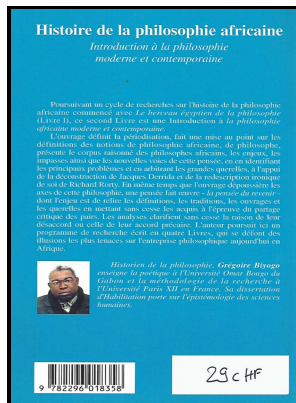 Histoire de la philosophie africaine
Introduction à la philosophie
moderne et contemporaine
Poursuivant un cycle de recherches sur l'histoire de la philosophie
africaine commencé avec Le berceau égyptien de la philosophie
(Livre I), ce second Livre est une Introduction à la philosophie
africaine moderne et contemporaine.
L'ouvrage définit la périodisation, fait une mise au point sur les
définitions des notions de philosophie africaine, de philosophe,
présente le corpus raisonné des philosophes africains, les enjeux, les
impasses ainsi que les nouvelles voies de cette pensée, en en identifiant
les principaux problèmes et en arbitrant les grandes querelles, à l'appui
de la déconstruction de Jacques Derrida et de la redescription ironique
de soi de Richard Rorty. En même temps que l'ouvrage dépoussière les
axes de cette philosophie, une pensée fait œuvre - la pensée du revenir -
dont l'enjeu est de relire les définitions, les traditions, les ouvrages et
les querelles en mettant sans cesse les acquis à l'épreuve du partage
critique des pairs. Les analyses clarifient sans cesse la raison de leur
désaccord ou celle de leur accord précaire. L'auteur poursuit ici un
programme de recherche écrit en quatre Livres, qui se défont des
illusions les plus tenaces sur l'entreprise philosophique aujourd'hui en
Afrique.
Historien de la philosophie, Grégoire Biyogo
enseigne la poétique à l'Université Omar Bongo du
Gabon et la méthodologie de la recherche à
l'Université Paris XII en France. Sa dissertation
d'Habilitation porte sur l'épistémologie des sciences
humaines.
9 782296 018358
29 CHF